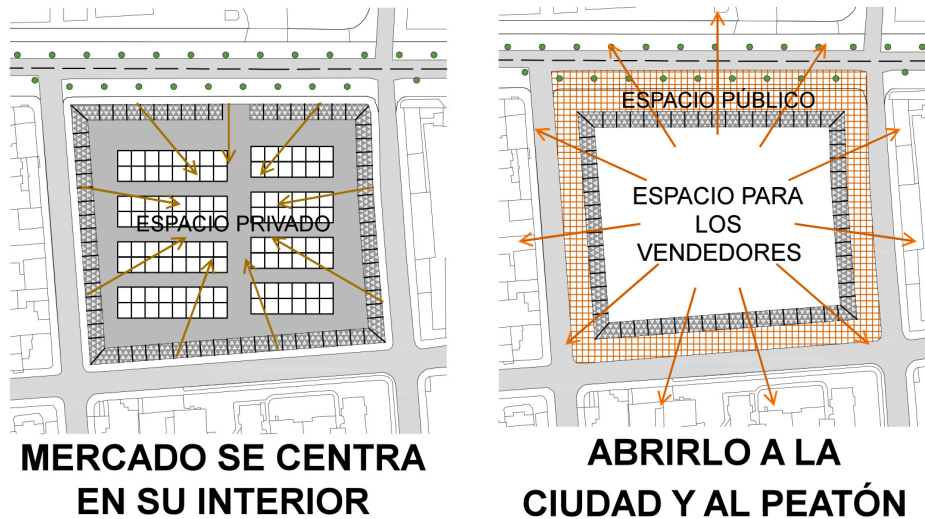 ESPACIO PRIVADO
MERCADO SE CENTRA
EN SU INTERIOR
ESPACIO PÚBLICO
ESPACIO PARA
LOS
VENDEDORES
ABRIRLO A LA
CIUDAD Y AL PEATÓN